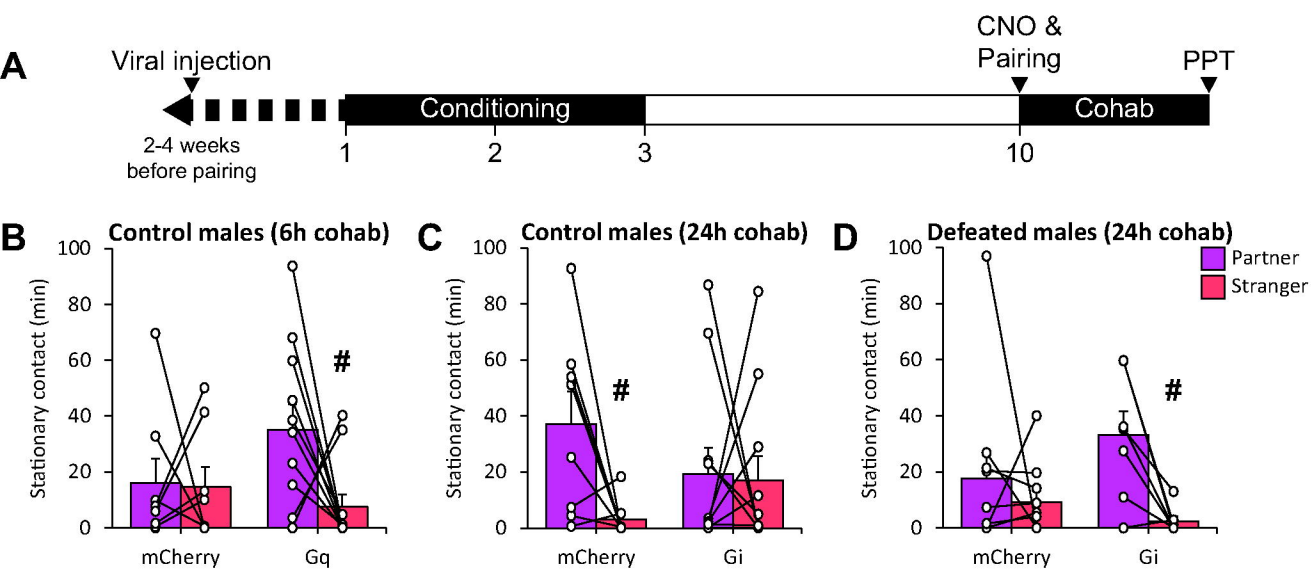 A
Viral injection
CNO &
Pairing
PPT
Conditioning
Cohab
2-4 weeks
before pairing
1
2
3
10
B
Control males (6h cohab)
Stationary contact (min)
100
80
60
40
20
0
#
mCherry
Gq
C
Control males (24h cohab)
Stationary contact (min)
100
80
60
40
20
0
#
mCherry
Gi
D
Defeated males (24h cohab)
Stationary contact (min)
100
80
60
40
20
0
#
mCherry
Gi
Partner
Stranger